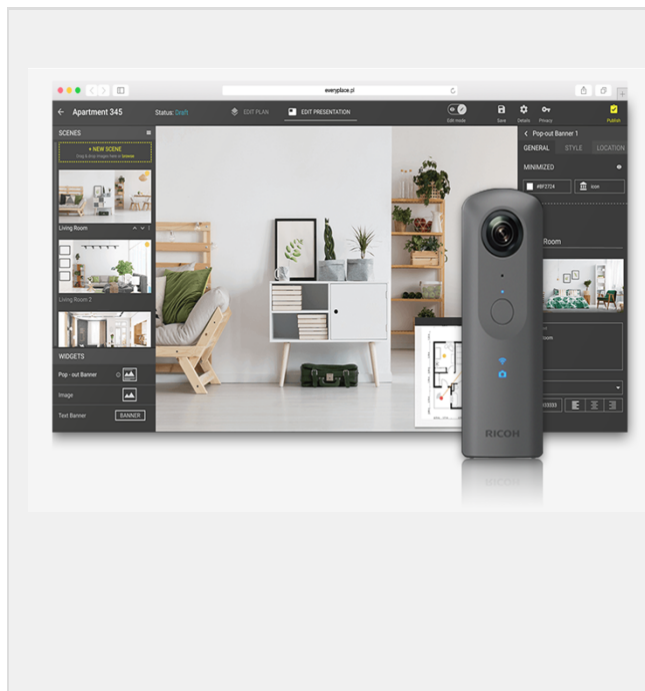 everyplace.pl
Apartment 345
Status: Draft
EDIT PLAN
EDIT PRESENTATION
Edit mode
Save
Details
Privacy
Publish
SCENES
+ NEW SCENE
Living Room
Living Room 2
WIDGETS
Pop - out Banner
Image
Text Banner
BANNER
Pop-out Banner 1
GENERAL
STYLE
LOCATION
MINIMIZED
#BF2724
icon
Room
RICOH